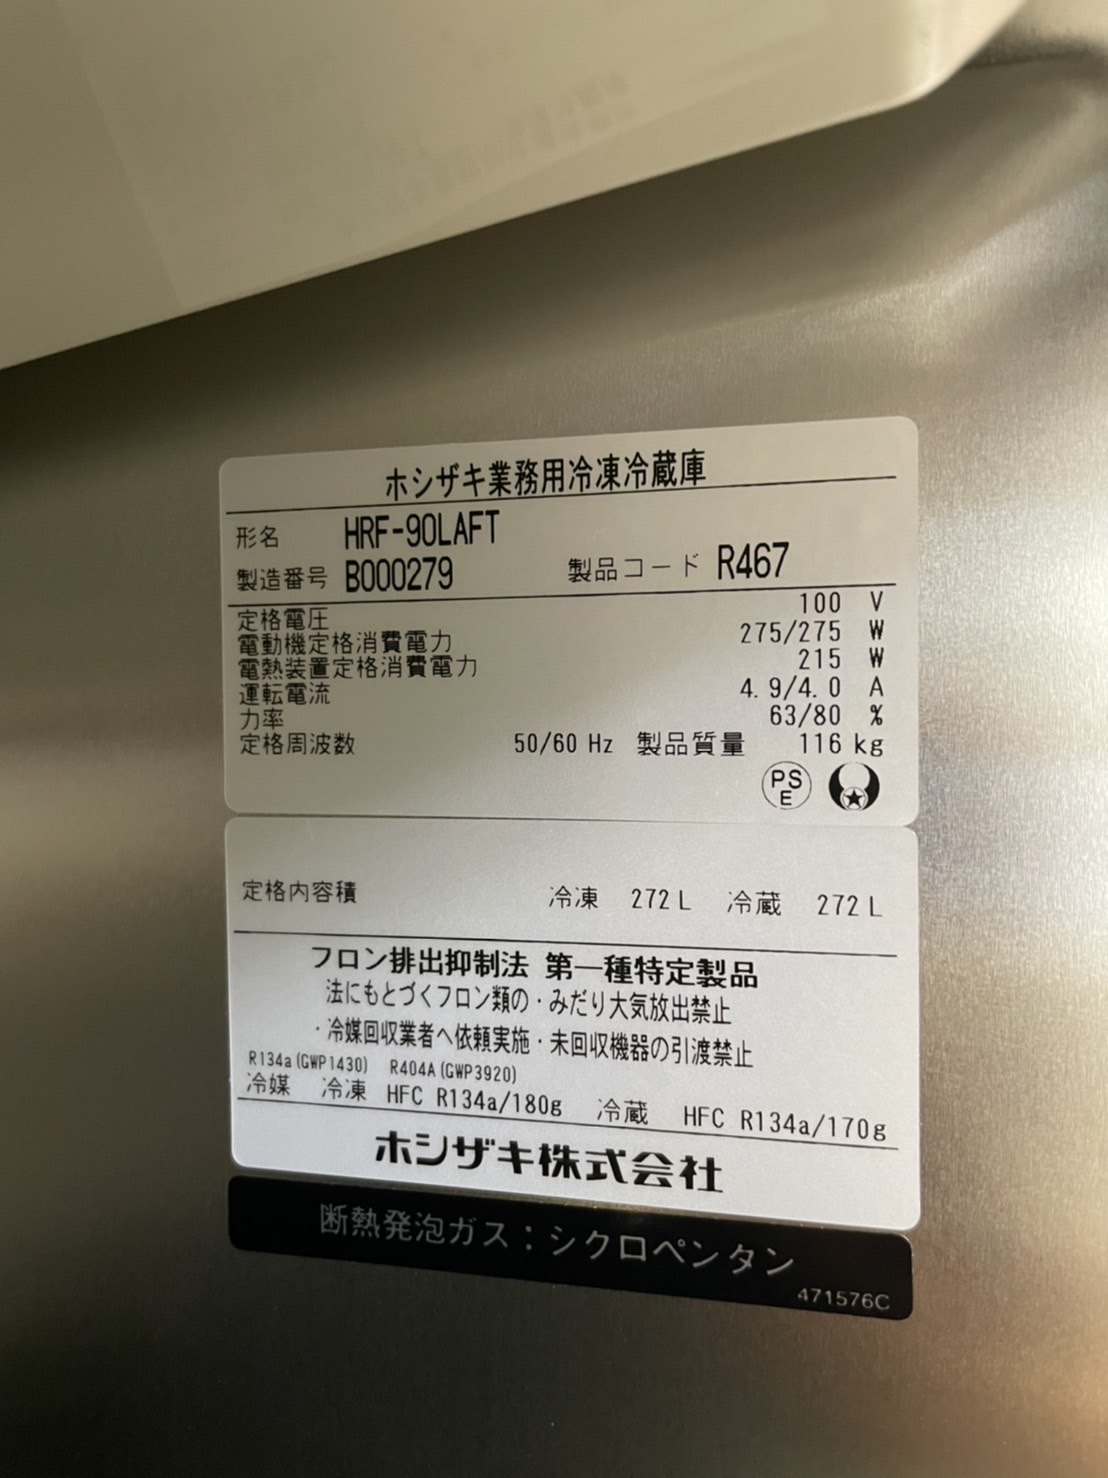 ホシザキ業務用冷凍冷蔵庫
形名 HRF-90LAFT
製造番号 B000279 製品コード R467
定格電圧 100 V
電動機定格消費電力 275/275 W
電熱装置定格消費電力 215 W
運転電流 4.9/4.0 A
力率 63/80 %
定格周波数 50/60 Hz 製品質量 116 kg
PS
E
定格内容積 冷凍 272 L 冷蔵 272 L
フロン排出抑制法 第一種特定製品
法にもとづくフロン類の・みだり大気放出禁止
・冷媒回収業者へ依頼実施・未回収機器の引渡禁止
R134a(GWP1430) R404A(GWP3920)
冷媒 冷凍 HFC R134a/180g 冷蔵 HFC R134a/170g
ホシザキ株式会社
断熱発泡ガス：シクロペンタン
471576C